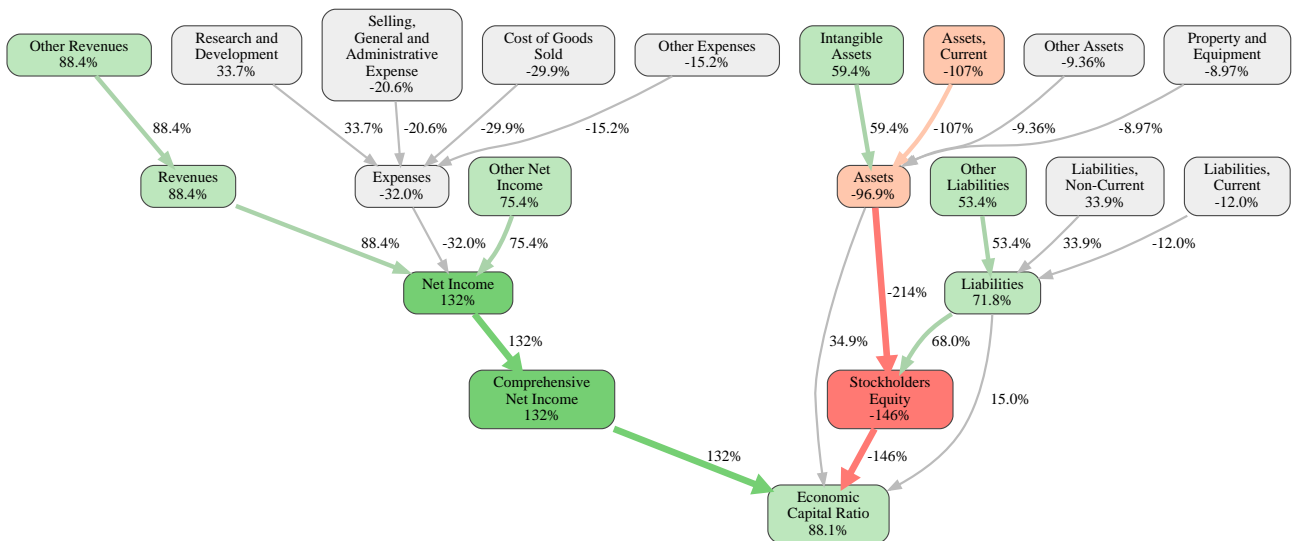 Other Revenues
88.4%
Research and
Development
33.7%
Selling,
General and
Administrative
Expense
-20.6%
Cost of Goods
Sold
-29.9%
Other Expenses
-15.2%
Intangible
Assets
59.4%
Assets,
Current
-107%
Other Assets
-9.36%
Property and
Equipment
-8.97%
88.4%
33.7%
-20.6%
-29.9%
-15.2%
59.4%
-107%
-9.36%
-8.97%
Revenues
88.4%
Expenses
-32.0%
Other Net
Income
75.4%
Assets
-96.9%
Other
Liabilities
53.4%
Liabilities,
Non-Current
33.9%
Liabilities,
Current
-12.0%
88.4%
-32.0%
75.4%
53.4%
33.9%
-12.0%
Net Income
132%
-214%
Liabilities
71.8%
132%
34.9%
68.0%
Comprehensive
Net Income
132%
Stockholders
Equity
-146%
15.0%
132%
-146%
Economic
Capital Ratio
88.1%